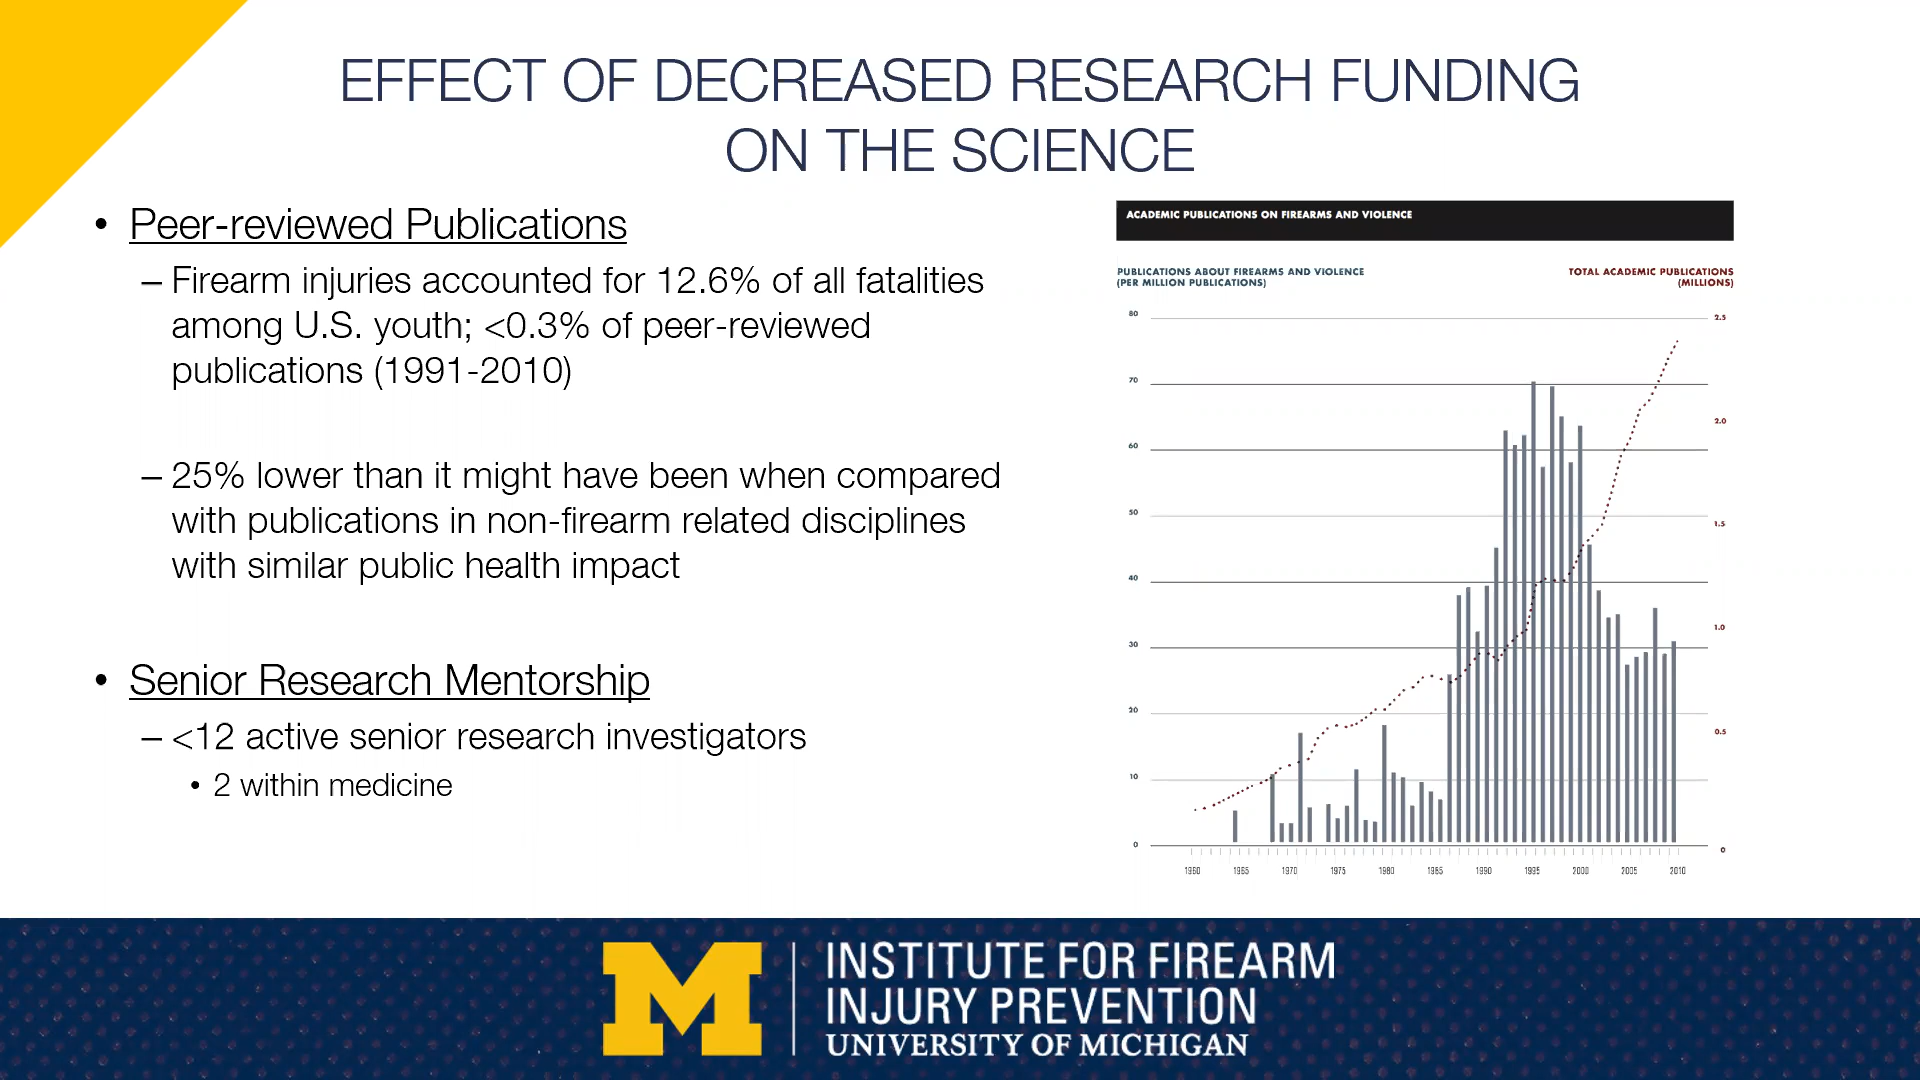 EFFECT OF DECREASED RESEARCH FUNDING
ON THE SCIENCE
• Peer-reviewed Publications
– Firearm injuries accounted for 12.6% of all fatalities
among U.S. youth; <0.3% of peer-reviewed
publications (1991-2010)
– 25% lower than it might have been when compared
with publications in non-firearm related disciplines
with similar public health impact
• Senior Research Mentorship
– <12 active senior research investigators
• 2 within medicine
ACADEMIC PUBLICATIONS ON FIREARMS AND VIOLENCE
PUBLICATIONS ABOUT FIREARMS AND VIOLENCE
(PER MILLION PUBLICATIONS)
TOTAL ACADEMIC PUBLICATIONS
(MILLIONS)
80
70
60
50
40
30
20
10
0
2.5
2.0
1.5
1.0
0.5
0
1960 1965 1970 1975 1980 1985 1990 1995 2000 2005 2010
M
INSTITUTE FOR FIREARM
INJURY PREVENTION
UNIVERSITY OF MICHIGAN